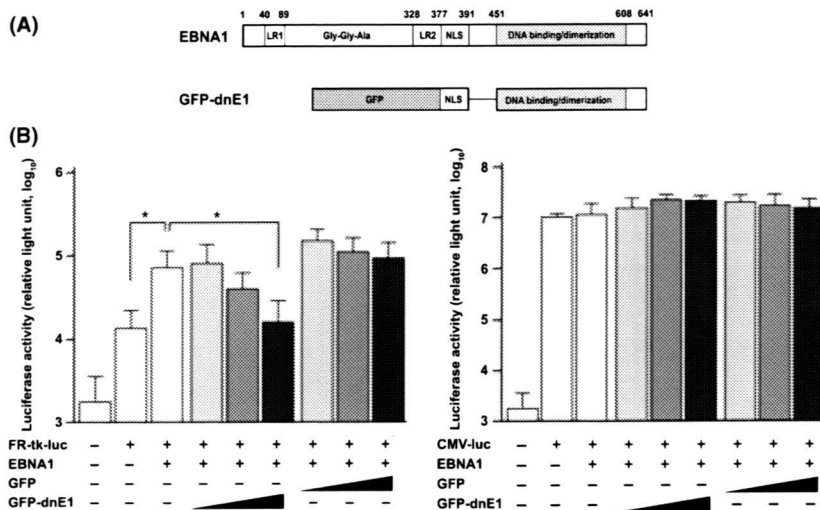 (A)
1 40 89 328 377 391 451 608 641
EBNA1 LR1 Gly-Gly-Ala LR2 NLS DNA binding/dimerization
GFP-dnE1 GFP NLS DNA binding/dimerization
(B)
Luciferase activity (relative light unit, log10)
6
5
4
3
* *
FR-tk-luc – + + + + + + + +
EBNA1 – – + + + + + + +
GFP – – – – – –
GFP-dnE1 – – – – – –
Luciferase activity (relative light unit, log10)
8
7
6
5
4
3
CMV-luc – + + + + + + + +
EBNA1 – – + + + + + + +
GFP – – – – – –
GFP-dnE1 – – – – – –